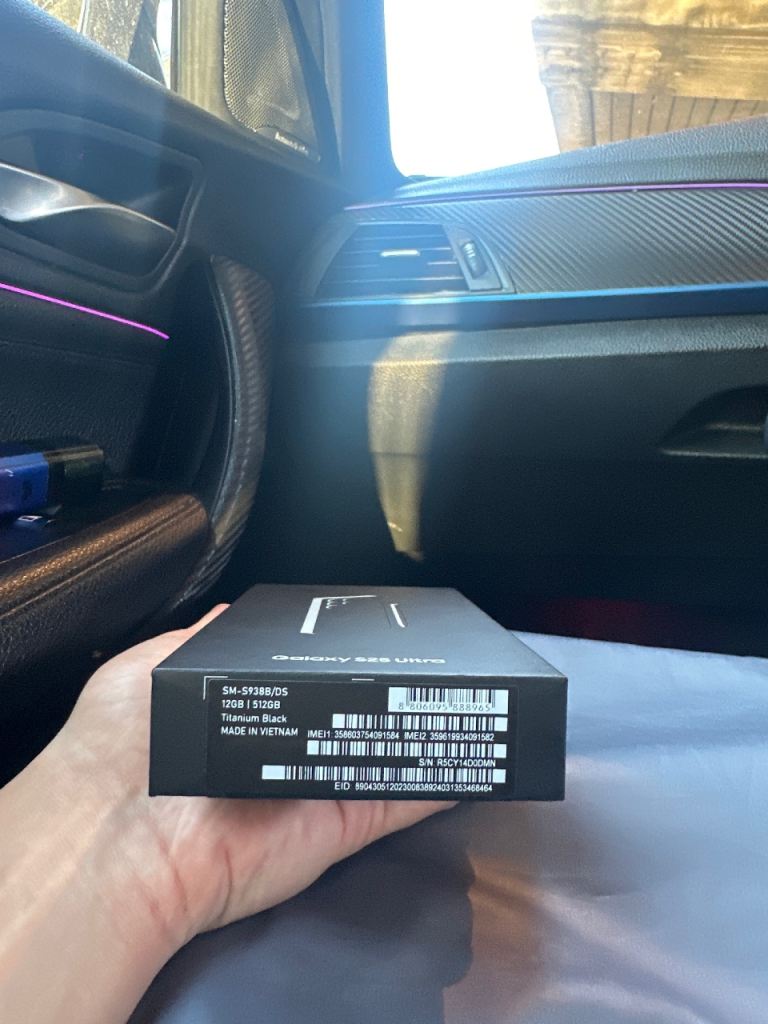 Galaxy S25 Ultra
SM-S938B/DS
12GB | 512GB
Titanium Black
MADE IN VIETNAM
8 806095 888965
IMEI1: 358603754091584 IMEI2 359619934091582
S/N R5CY14D0DMN
EID 89043051202300838924031353468464